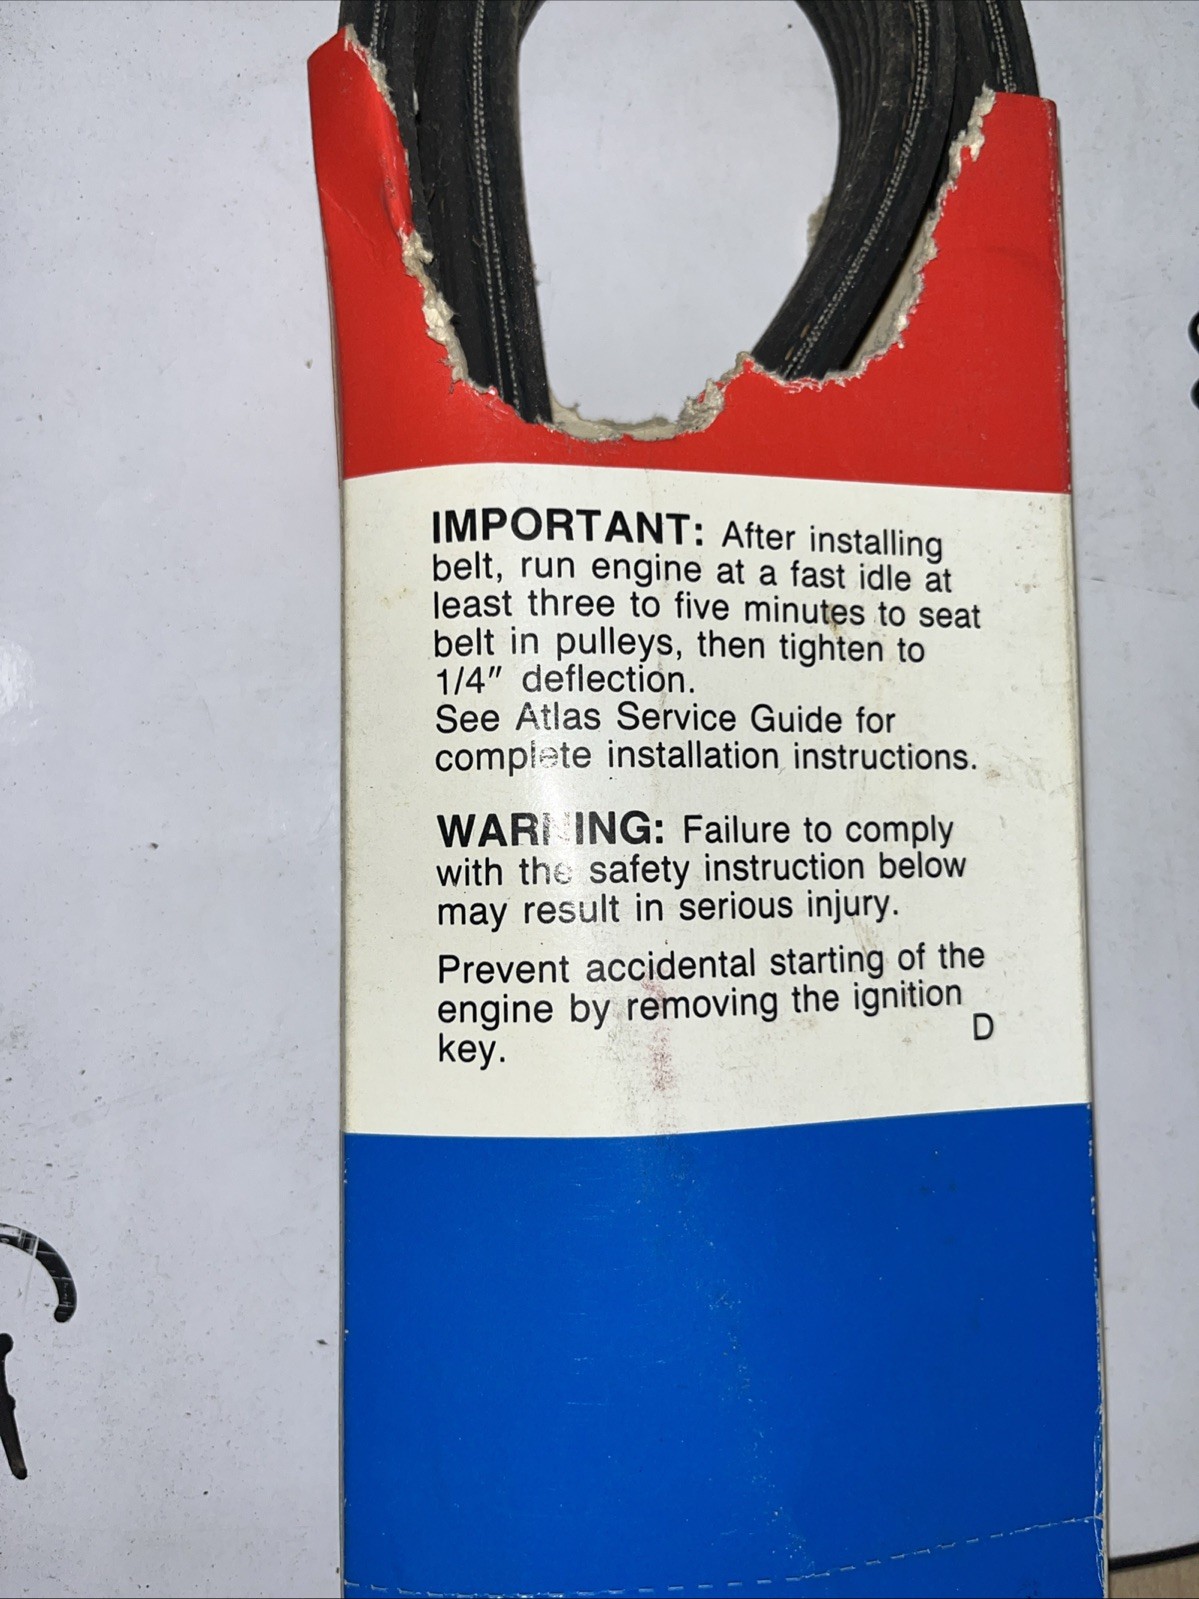 IMPORTANT: After installing
belt, run engine at a fast idle at
least three to five minutes to seat
belt in pulleys, then tighten to
1/4" deflection.
See Atlas Service Guide for
complete installation instructions.
WARNING: Failure to comply
with the safety instruction below
may result in serious injury.
Prevent accidental starting of the
engine by removing the ignition
key.
D